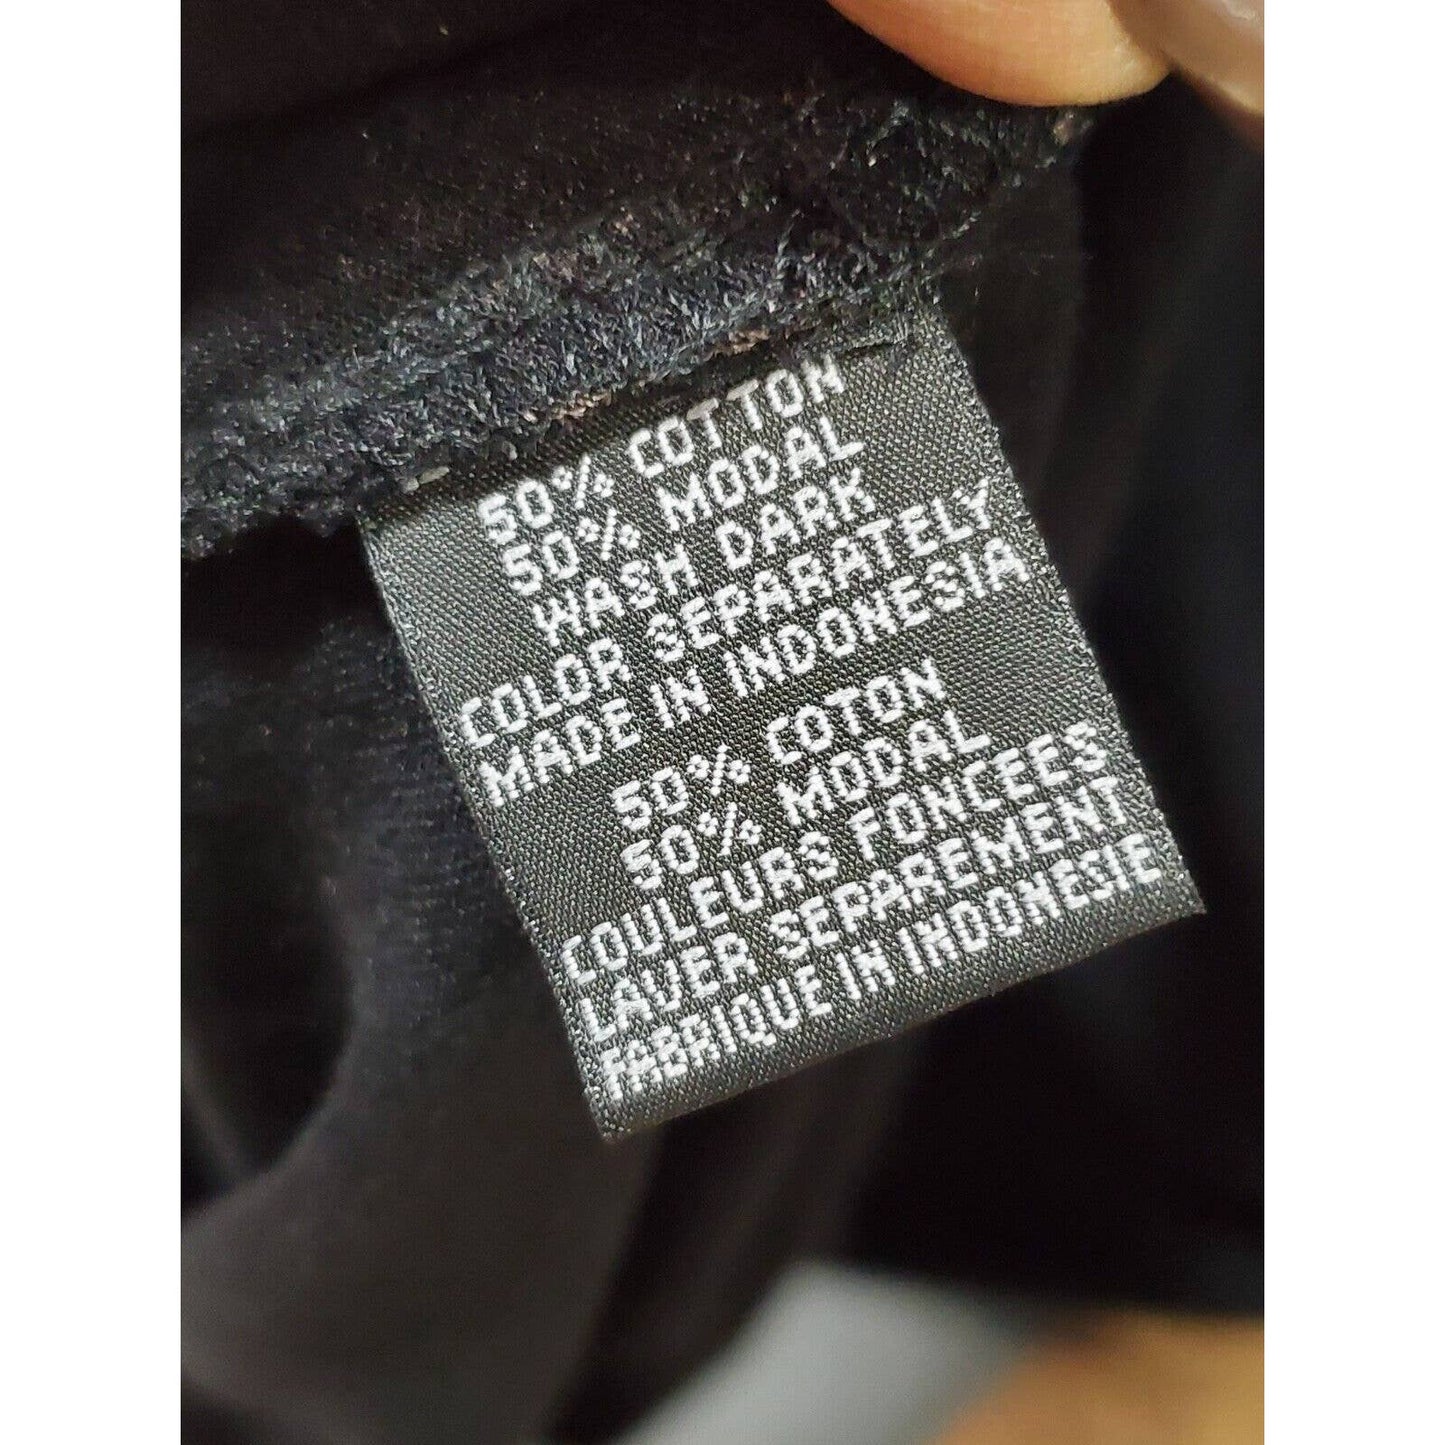 50% COTTON
50% MODAL
WASH DARK
COLOR SEPARATELY
MADE IN INDONESIA
50% COTON
50% MODAL
COULEURS FONCEES
LAVER SEPAREMENT
FABRIQUE IN INDONESIE